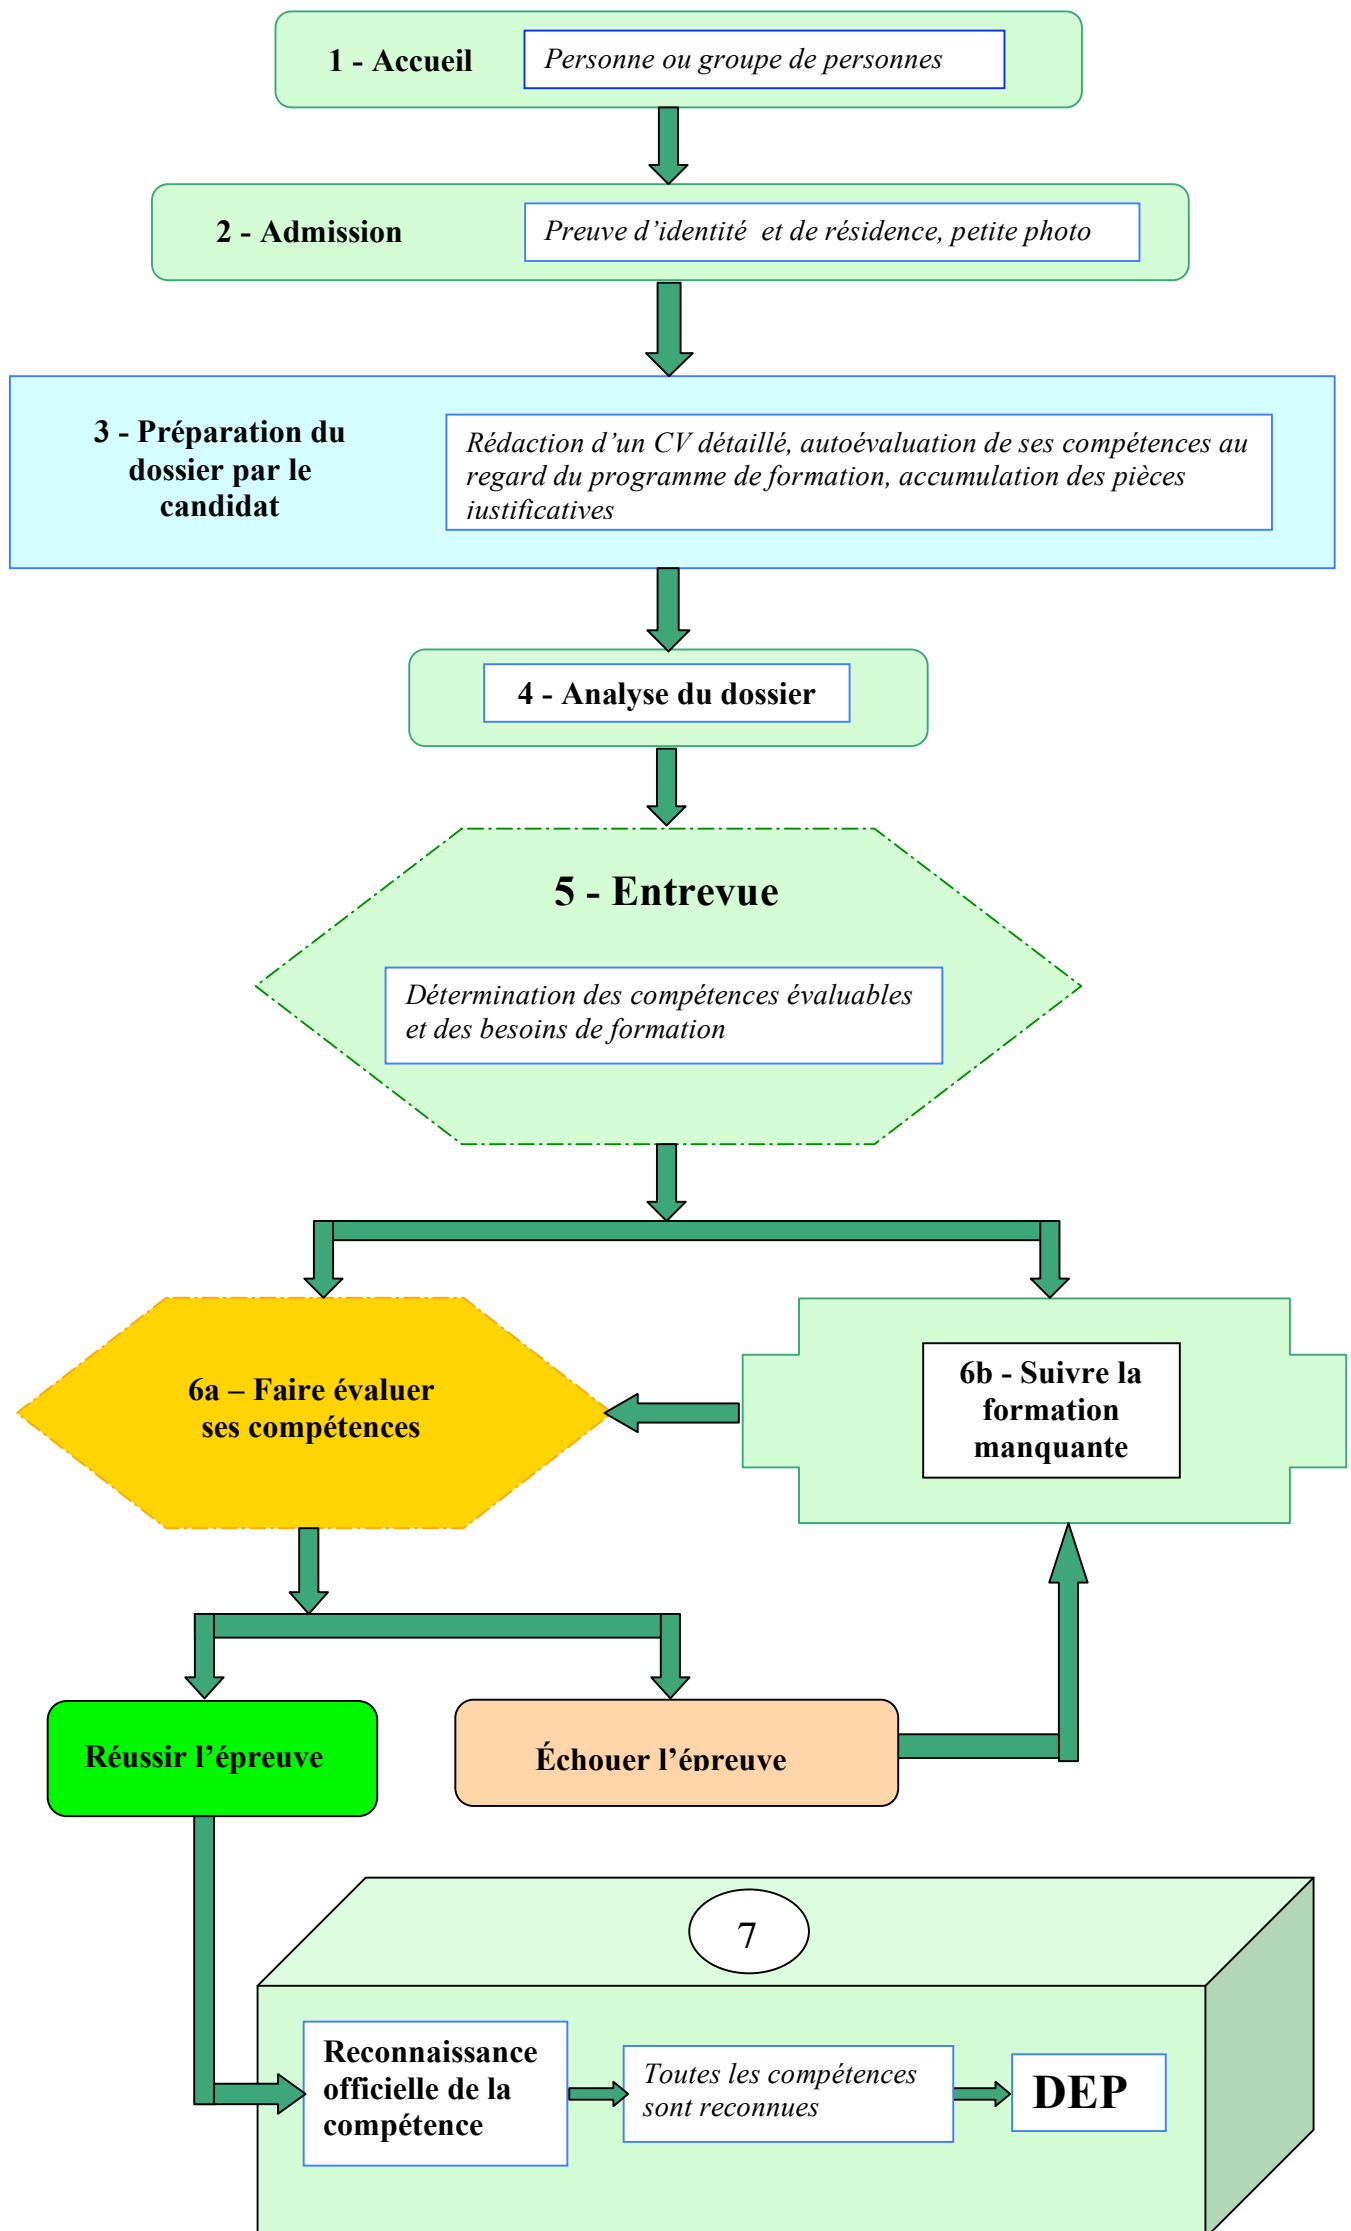 1 - Accueil
Personne ou groupe de personnes
2 - Admission
Preuve d’identité et de résidence, petite photo
3 - Préparation du
dossier par le
candidat
Rédaction d’un CV détaillé, autoévaluation de ses compétences au
regard du programme de formation, accumulation des pièces
justificatives
4 - Analyse du dossier
5 - Entrevue
Détermination des compétences évaluables
et des besoins de formation
6a – Faire évaluer
ses compétences
6b - Suivre la
formation
manquante
Réussir l’épreuve
Échouer l’épreuve
7
Reconnaissance
officielle de la
compétence
Toutes les compétences
sont reconnues
DEP